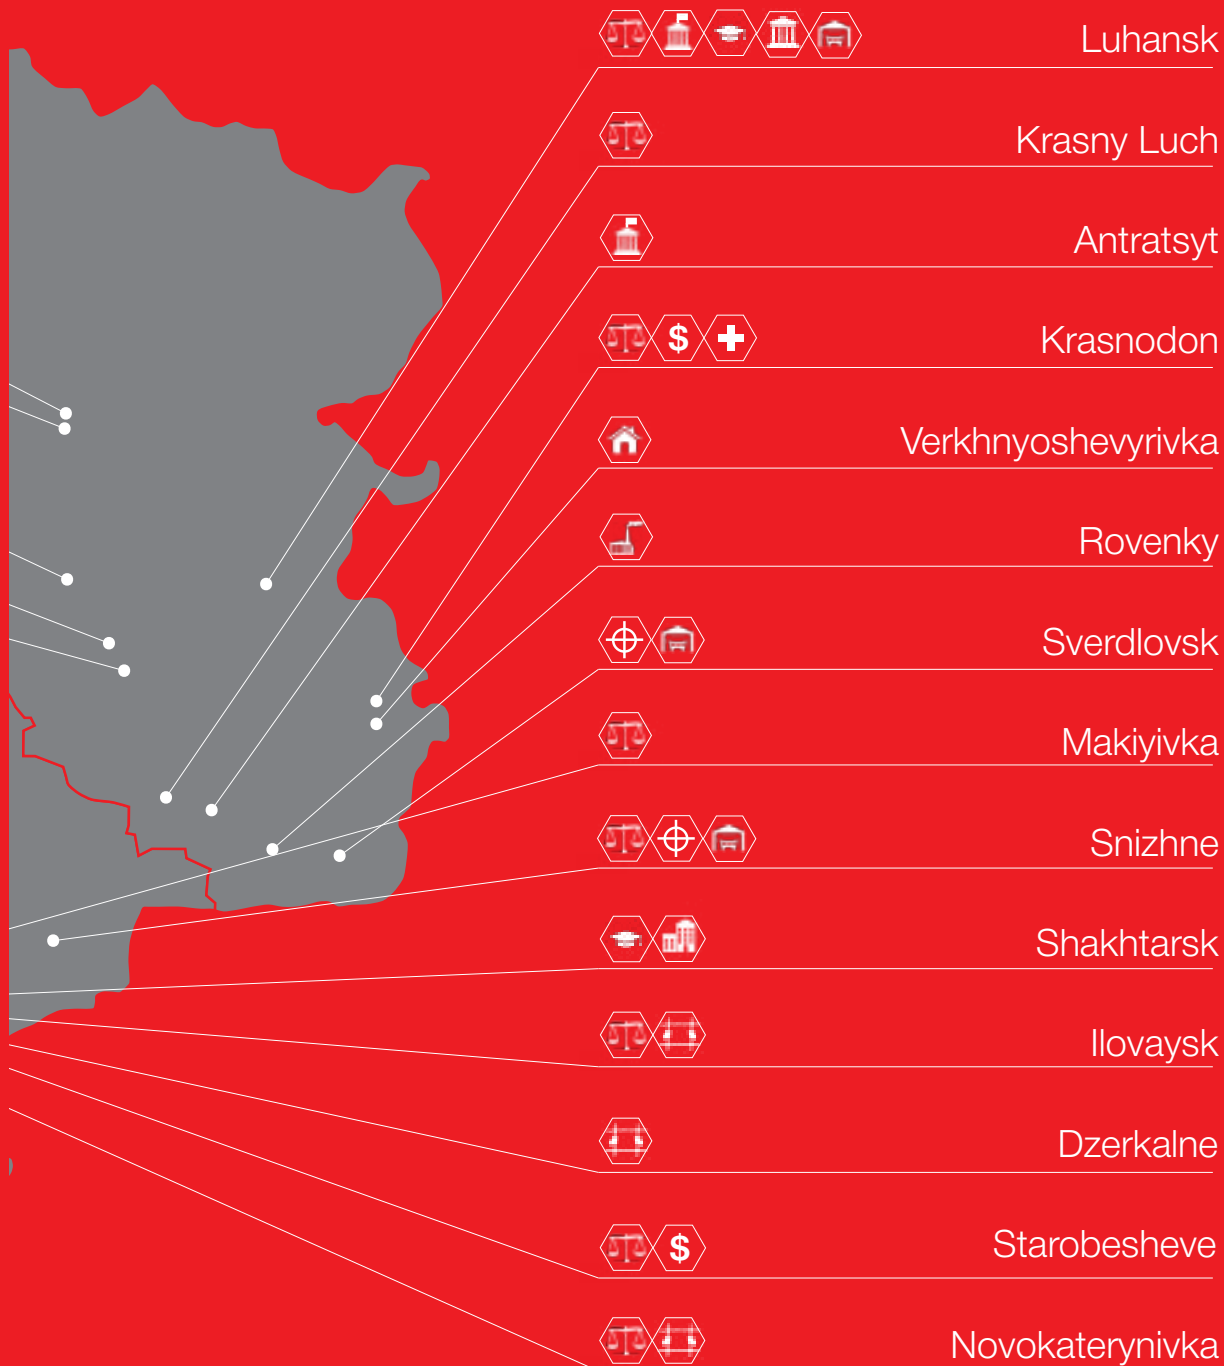 Luhansk
Krasny Luch
Antratsyt
$
Krasnodon
Verkhnyoshevyrivka
Rovenky
Sverdlovsk
Makiyivka
Snizhne
Shakhtarsk
Ilovaysk
Dzerkalne
$
Starobesheve
Novokaterynivka